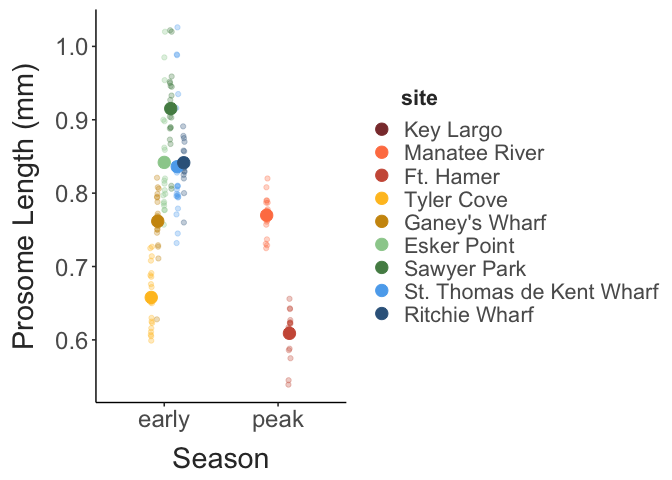 Prosome Length (mm)
1.0
0.9
0.8
0.7
0.6
early
peak
Season
site
Key Largo
Manatee River
Ft. Hamer
Tyler Cove
Ganey's Wharf
Esker Point
Sawyer Park
St. Thomas de Kent Wharf
Ritchie Wharf